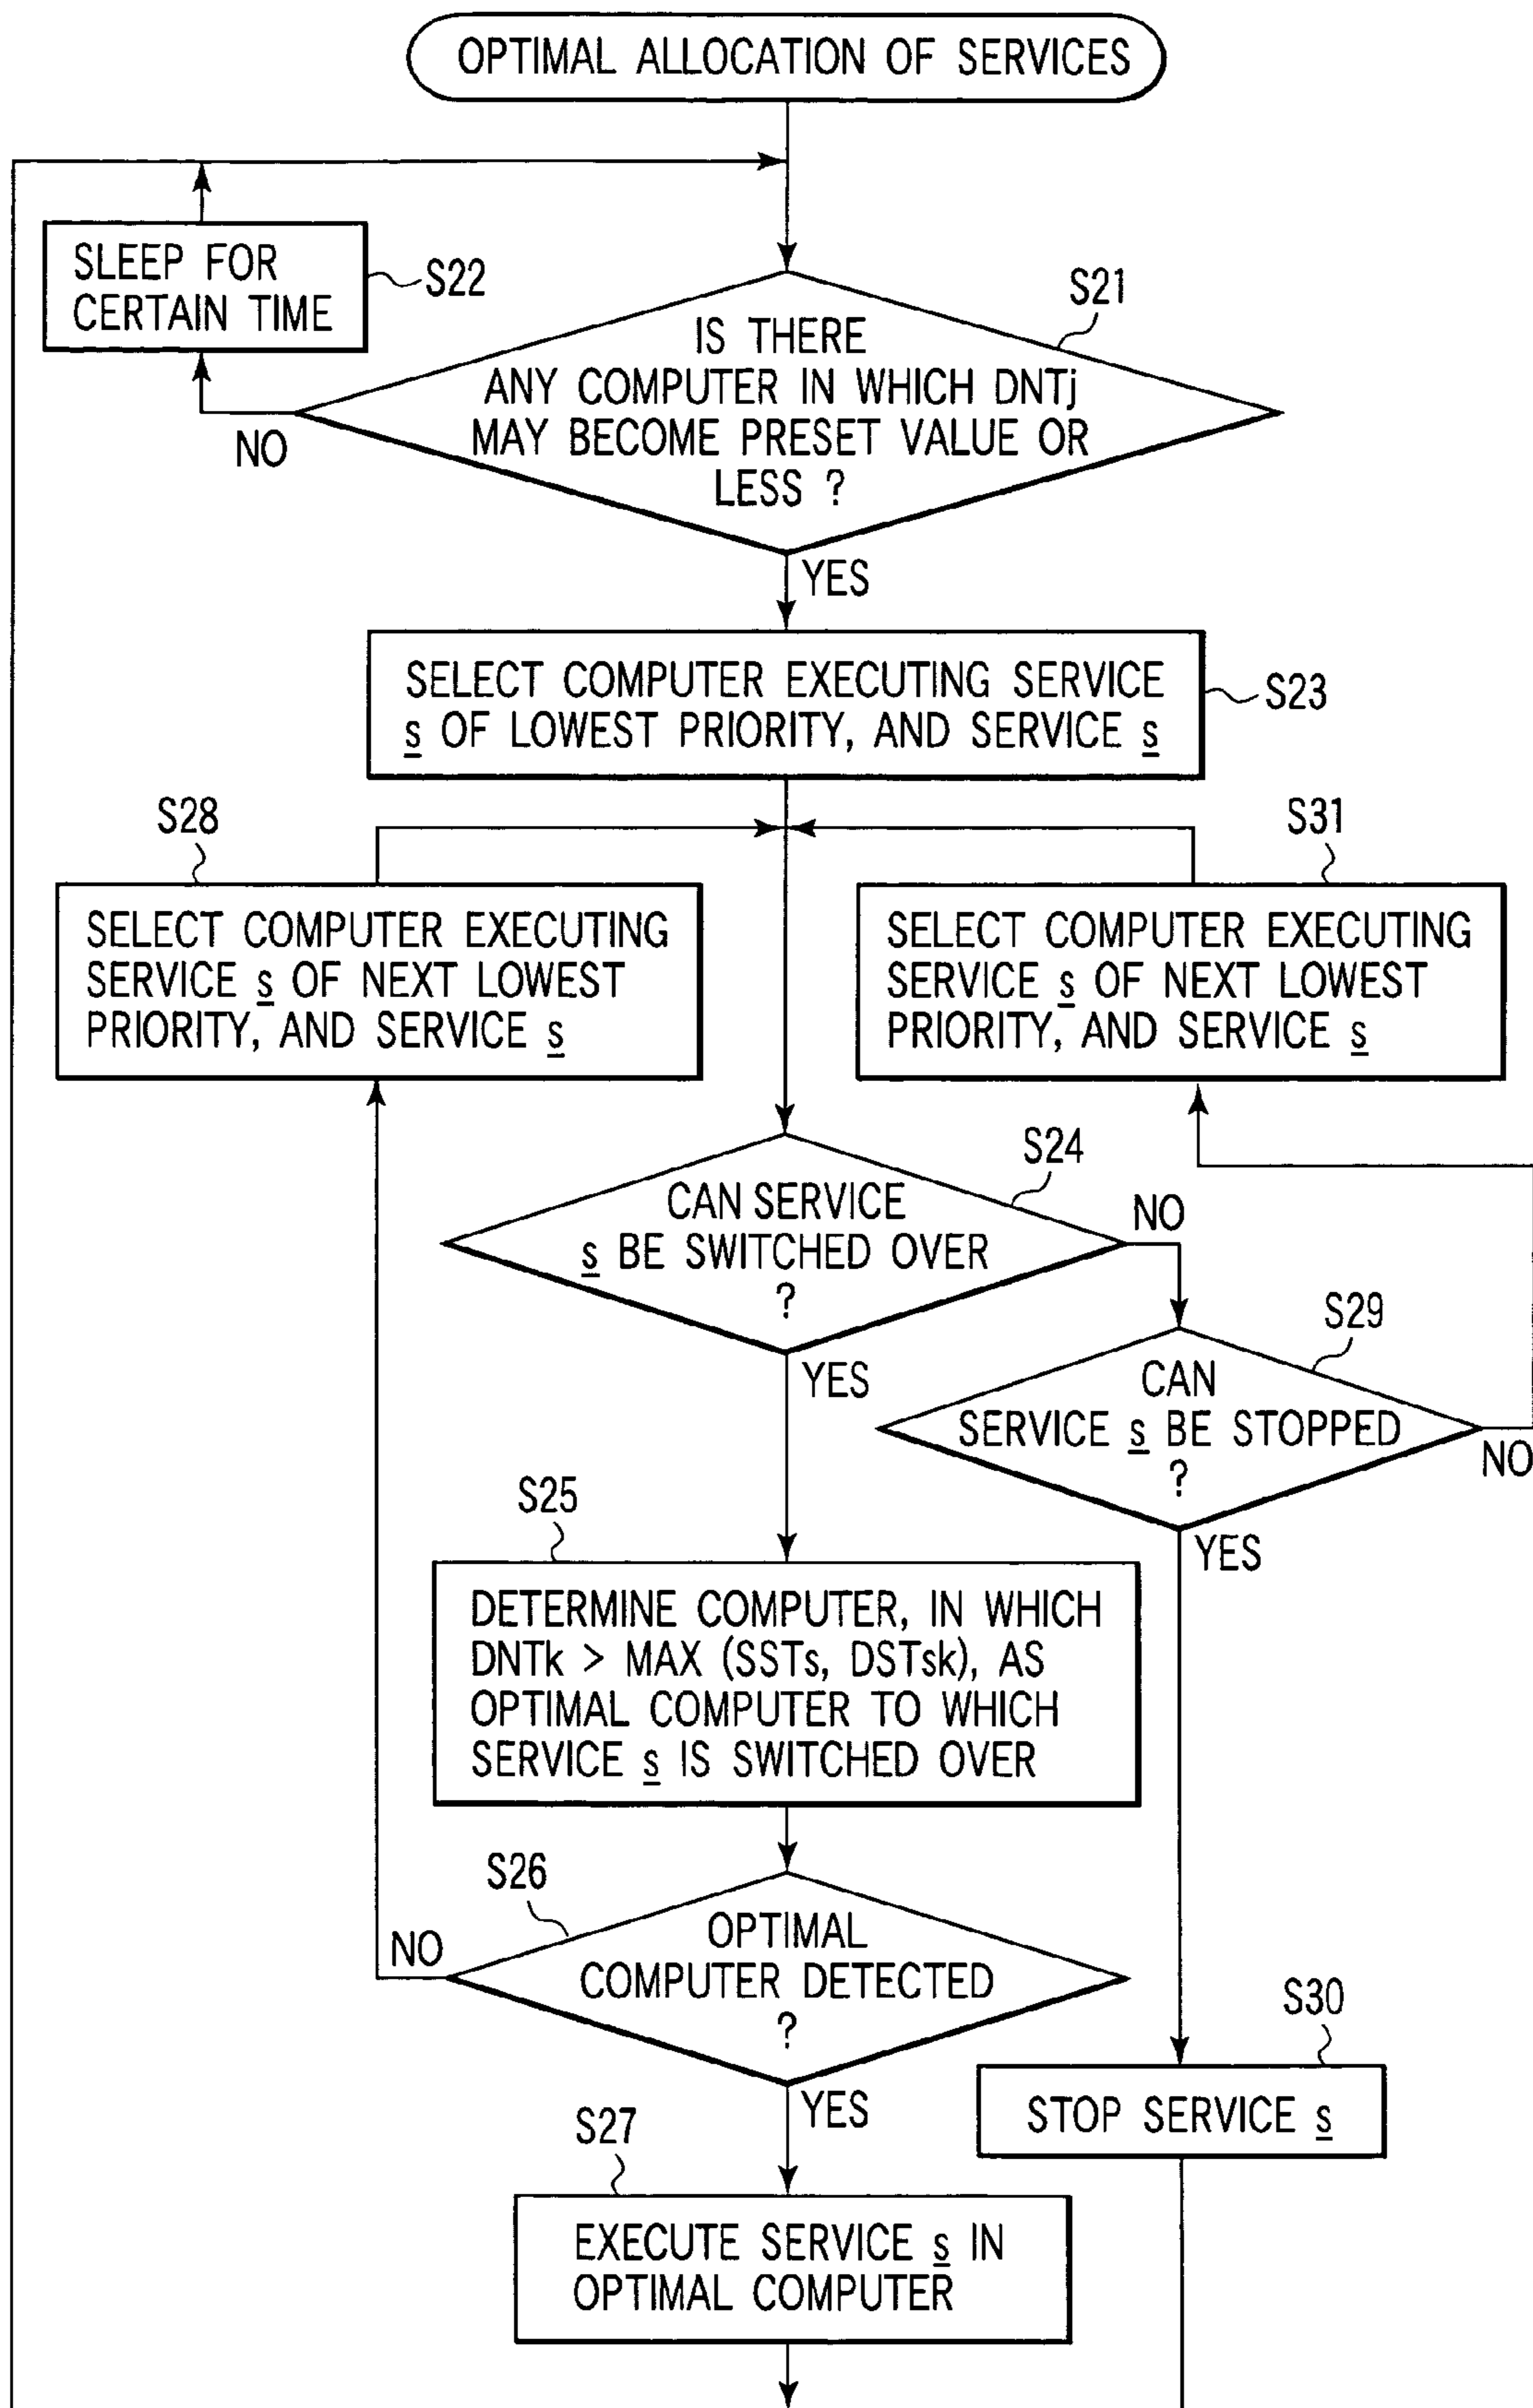 OPTIMAL ALLOCATION OF SERVICES
SLEEP FOR
CERTAIN TIME
S22
S21
IS THERE
ANY COMPUTER IN WHICH DNTj
MAY BECOME PRESET VALUE OR
LESS ?
NO
YES
SELECT COMPUTER EXECUTING SERVICE
s OF LOWEST PRIORITY, AND SERVICE s
S23
S28
SELECT COMPUTER EXECUTING
SERVICE s OF NEXT LOWEST
PRIORITY, AND SERVICE s
S31
SELECT COMPUTER EXECUTING
SERVICE s OF NEXT LOWEST
PRIORITY, AND SERVICE s
S24
CAN SERVICE
s BE SWITCHED OVER
?
NO
YES
S29
CAN
SERVICE s BE STOPPED
?
NO
YES
S25
DETERMINE COMPUTER, IN WHICH
DNTk > MAX (SSTs, DSTsk), AS
OPTIMAL COMPUTER TO WHICH
SERVICE s IS SWITCHED OVER
S26
OPTIMAL
COMPUTER DETECTED
?
NO
YES
S30
STOP SERVICE s
S27
EXECUTE SERVICE s IN
OPTIMAL COMPUTER